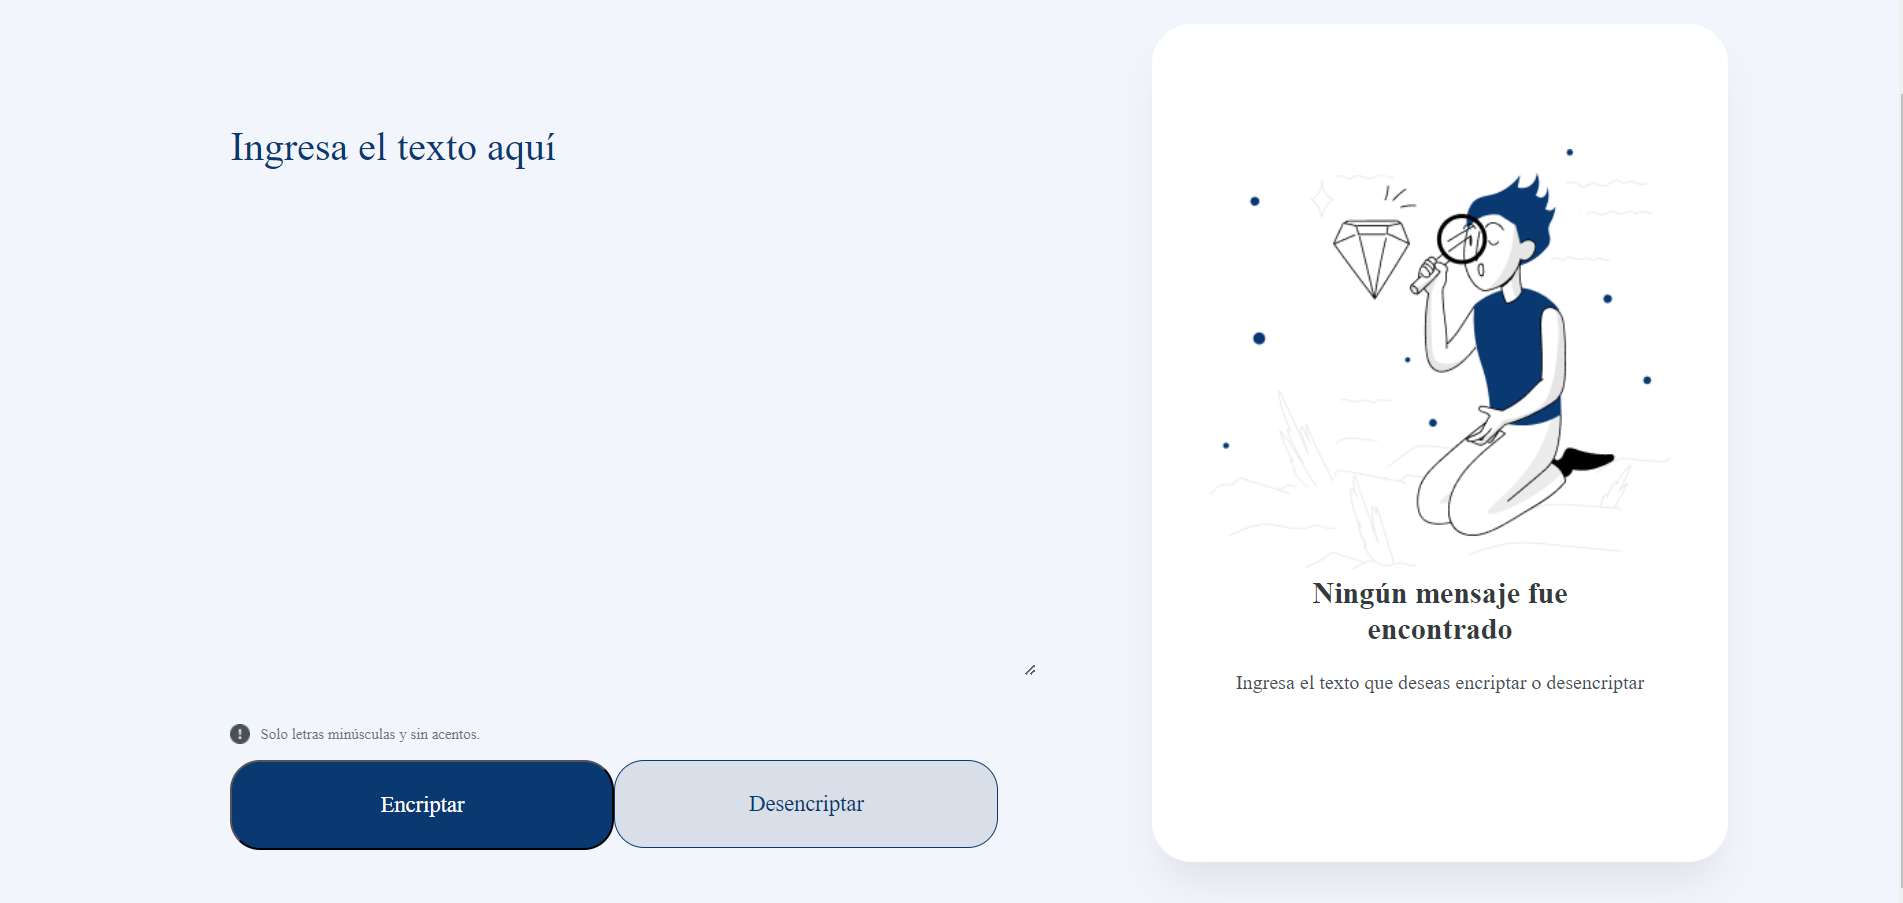 Ingresa el texto aquí
Solo letras minúsculas y sin acentos.
Encriptar
Desencriptar
Ningún mensaje fue
encontrado
Ingresa el texto que deseas encriptar o desencriptar